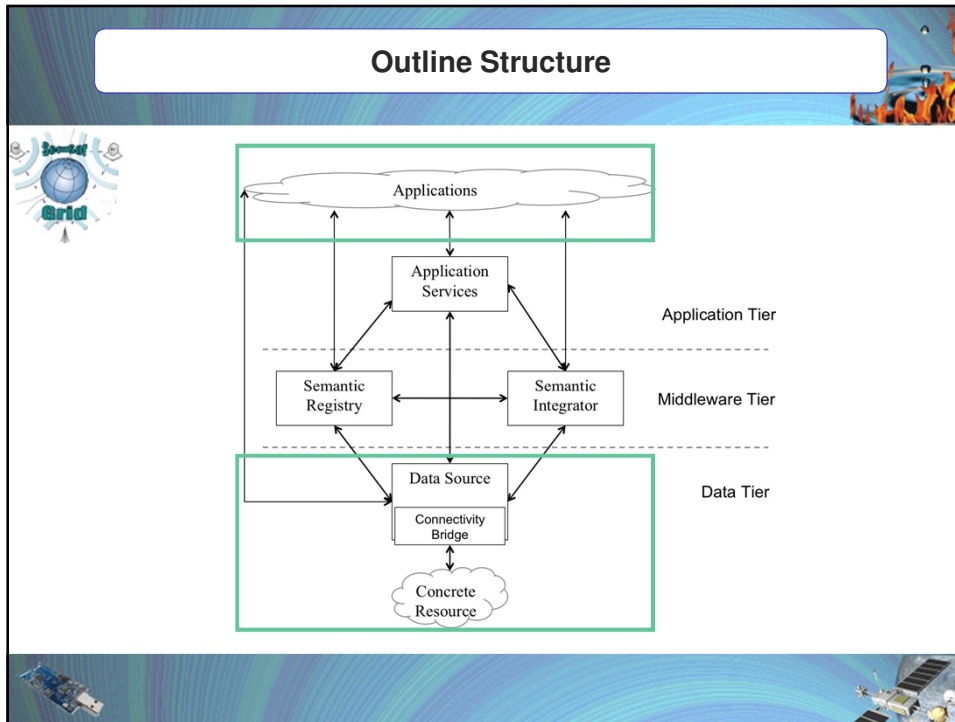 Outline Structure
Sensor
Grid
Applications
Application
Services
Application Tier
Semantic
Registry
Semantic
Integrator
Middleware Tier
Data Source
Data Tier
Connectivity
Bridge
Concrete
Resource